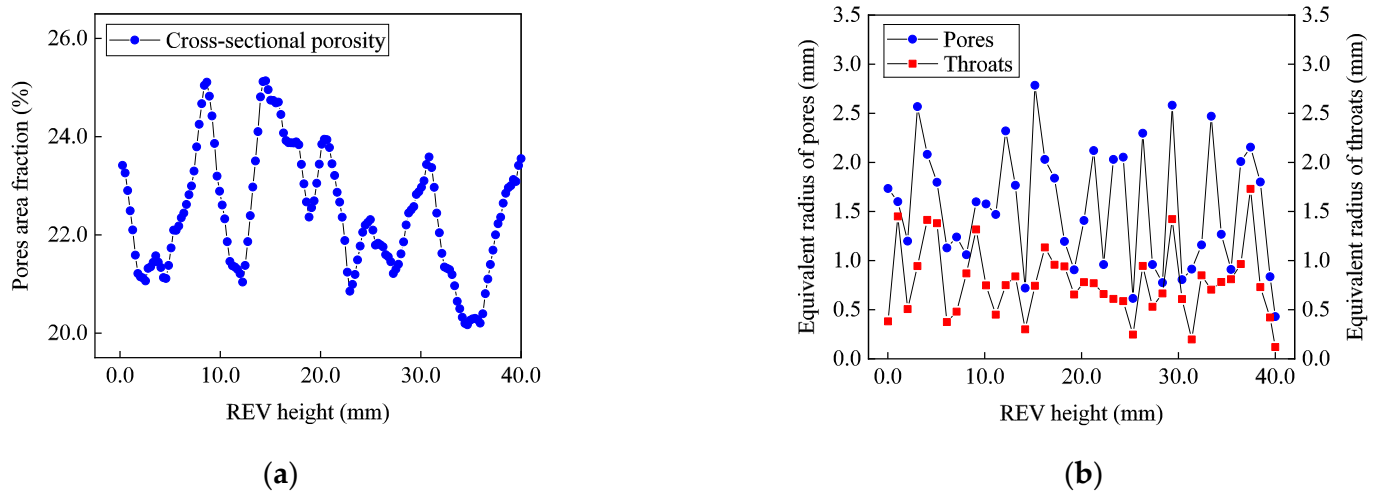 26.0
24.0
22.0
20.0
Pores area fraction (%)
Cross-sectional porosity
0.0 10.0 20.0 30.0 40.0
REV height (mm)
(a)
3.5
3.0
2.5
2.0
1.5
1.0
0.5
0.0
Equivalent radius of pores (mm)
Pores
Throats
3.5
3.0
2.5
2.0
1.5
1.0
0.5
0.0
Equivalent radius of throats (mm)
0.0 10.0 20.0 30.0 40.0
REV height (mm)
(b)